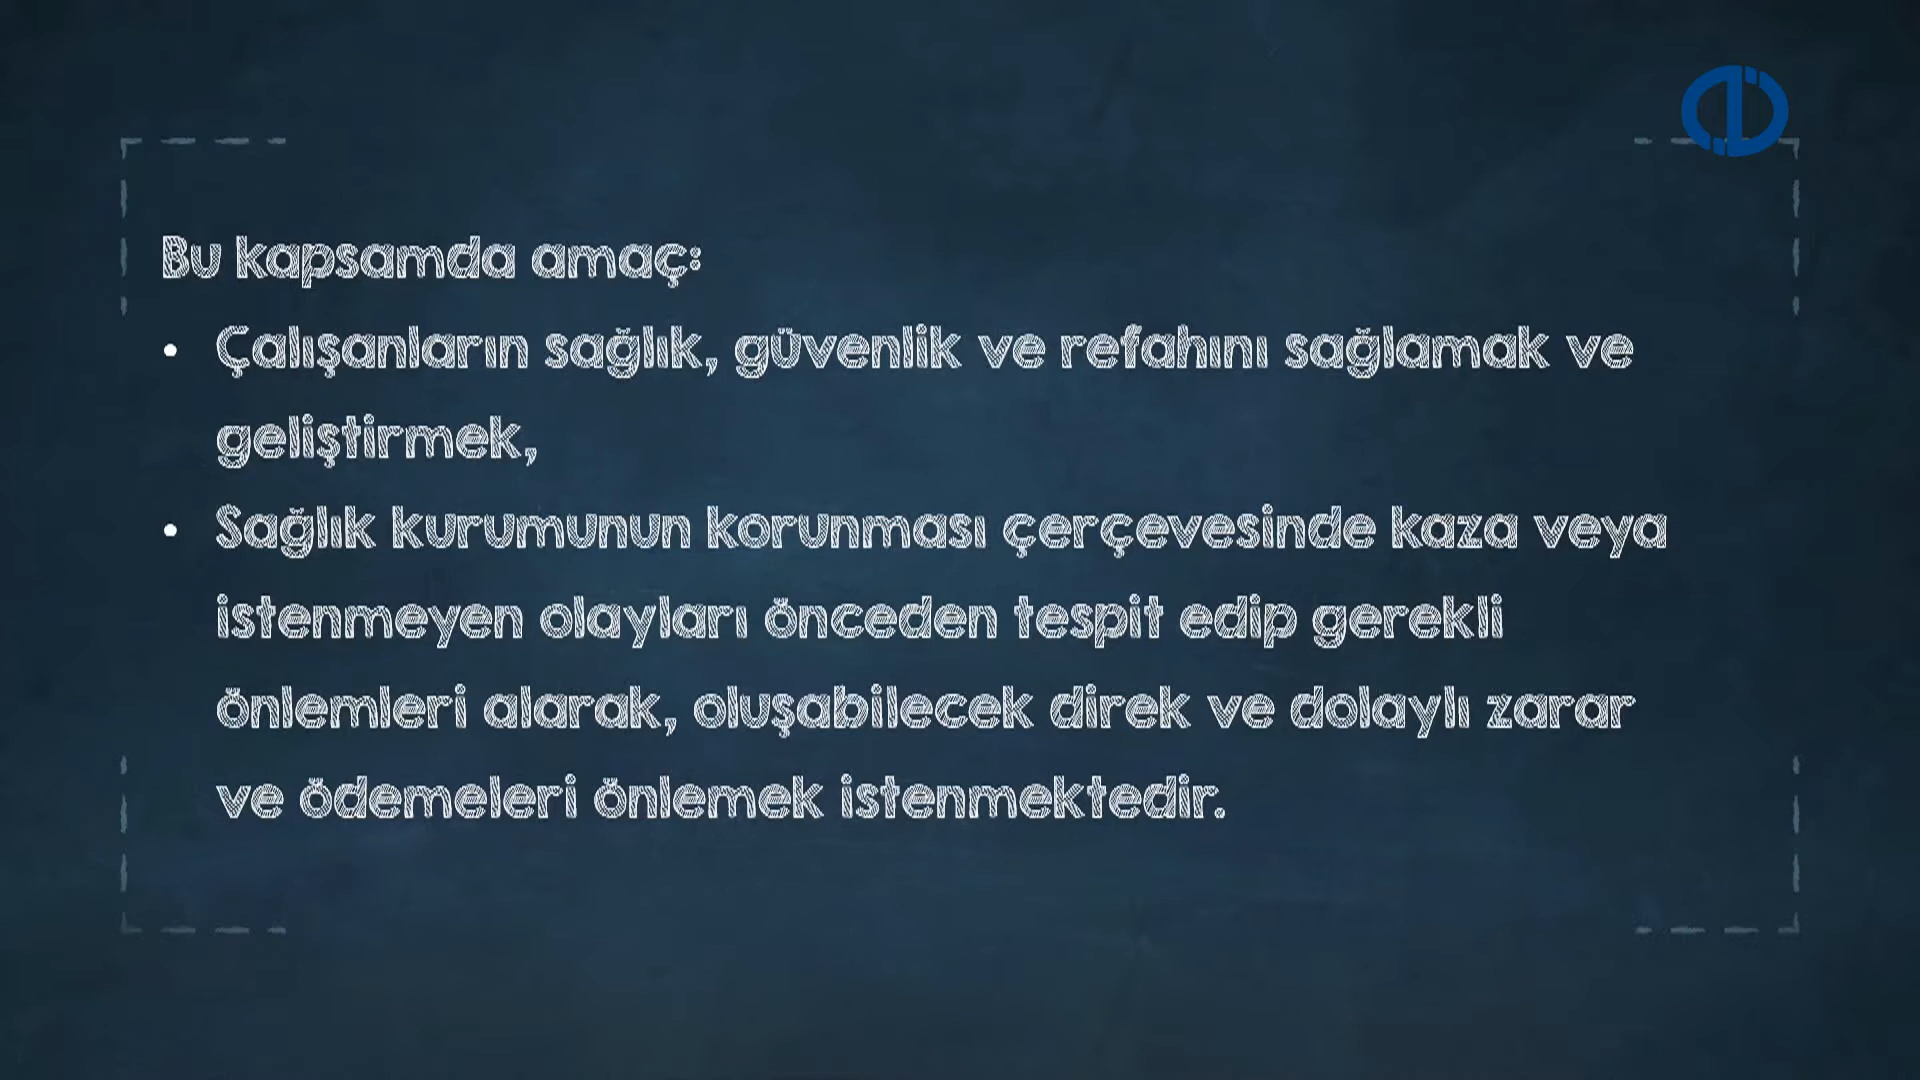 Bu kapsamda amaç:
• Çalışanların sağlık, güvenlik ve refahını sağlamak ve
geliştirmek,
• Sağlık kurumunun korunması çerçevesinde kaza veya
istenmeyen olayları önceden tespit edip gerekli
önlemleri alarak, oluşabilecek direk ve dolaylı zarar
ve ödemeleri önlemek istenmektedir.